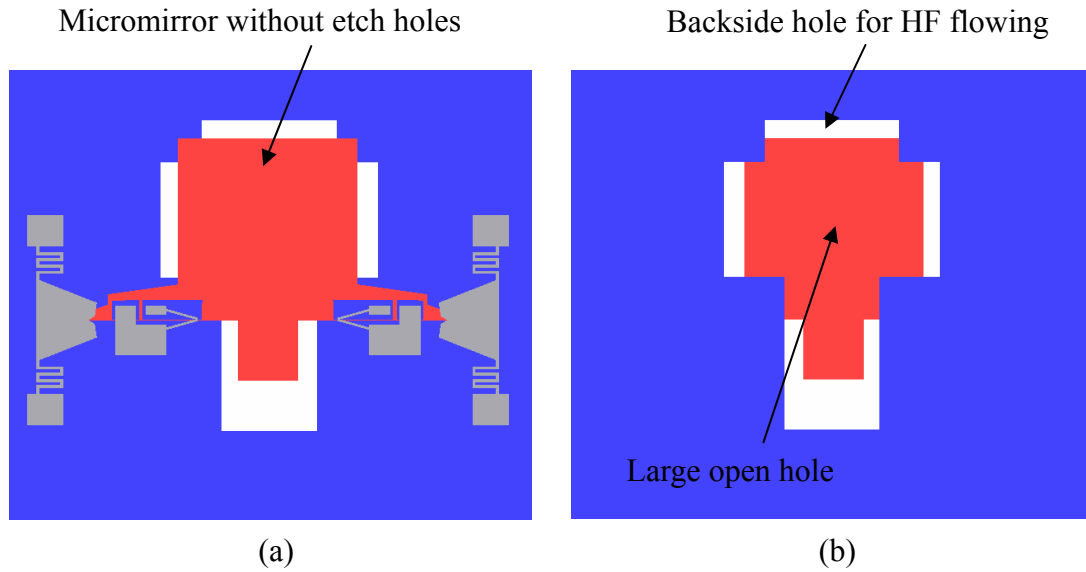 Micromirror without etch holes
Backside hole for HF flowing
Large open hole
(a)
(b)